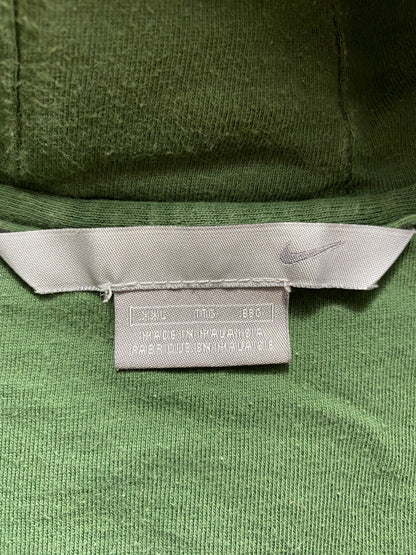 XXL TTG EEG
MADE IN MALAYSIA
FABRIQUE EN MALAISIE